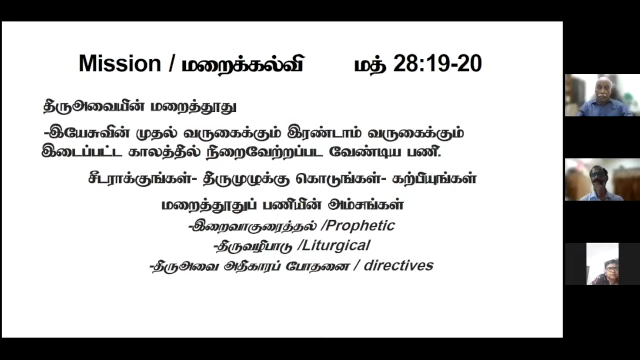 Mission / மறைக்கல்வி மத் 28:19-20
திருஅவையின் மறைத்தூது
-இயேசுவின் முதல் வருகைக்கும் இரண்டாம் வருகைக்கும்
இடைப்பட்ட காலத்தில் நிறைவேற்றப்பட வேண்டிய பணி.
சீடராக்குங்கள்- திருமுழுக்கு கொடுங்கள்- கற்பியுங்கள்
மறைத்தூதுப் பணியின் அம்சங்கள்
-இறைவாகுரைத்தல் /Prophetic
-திருவழிபாடு /Liturgical
-திருஅவை அதிகாரப் போதனை / directives